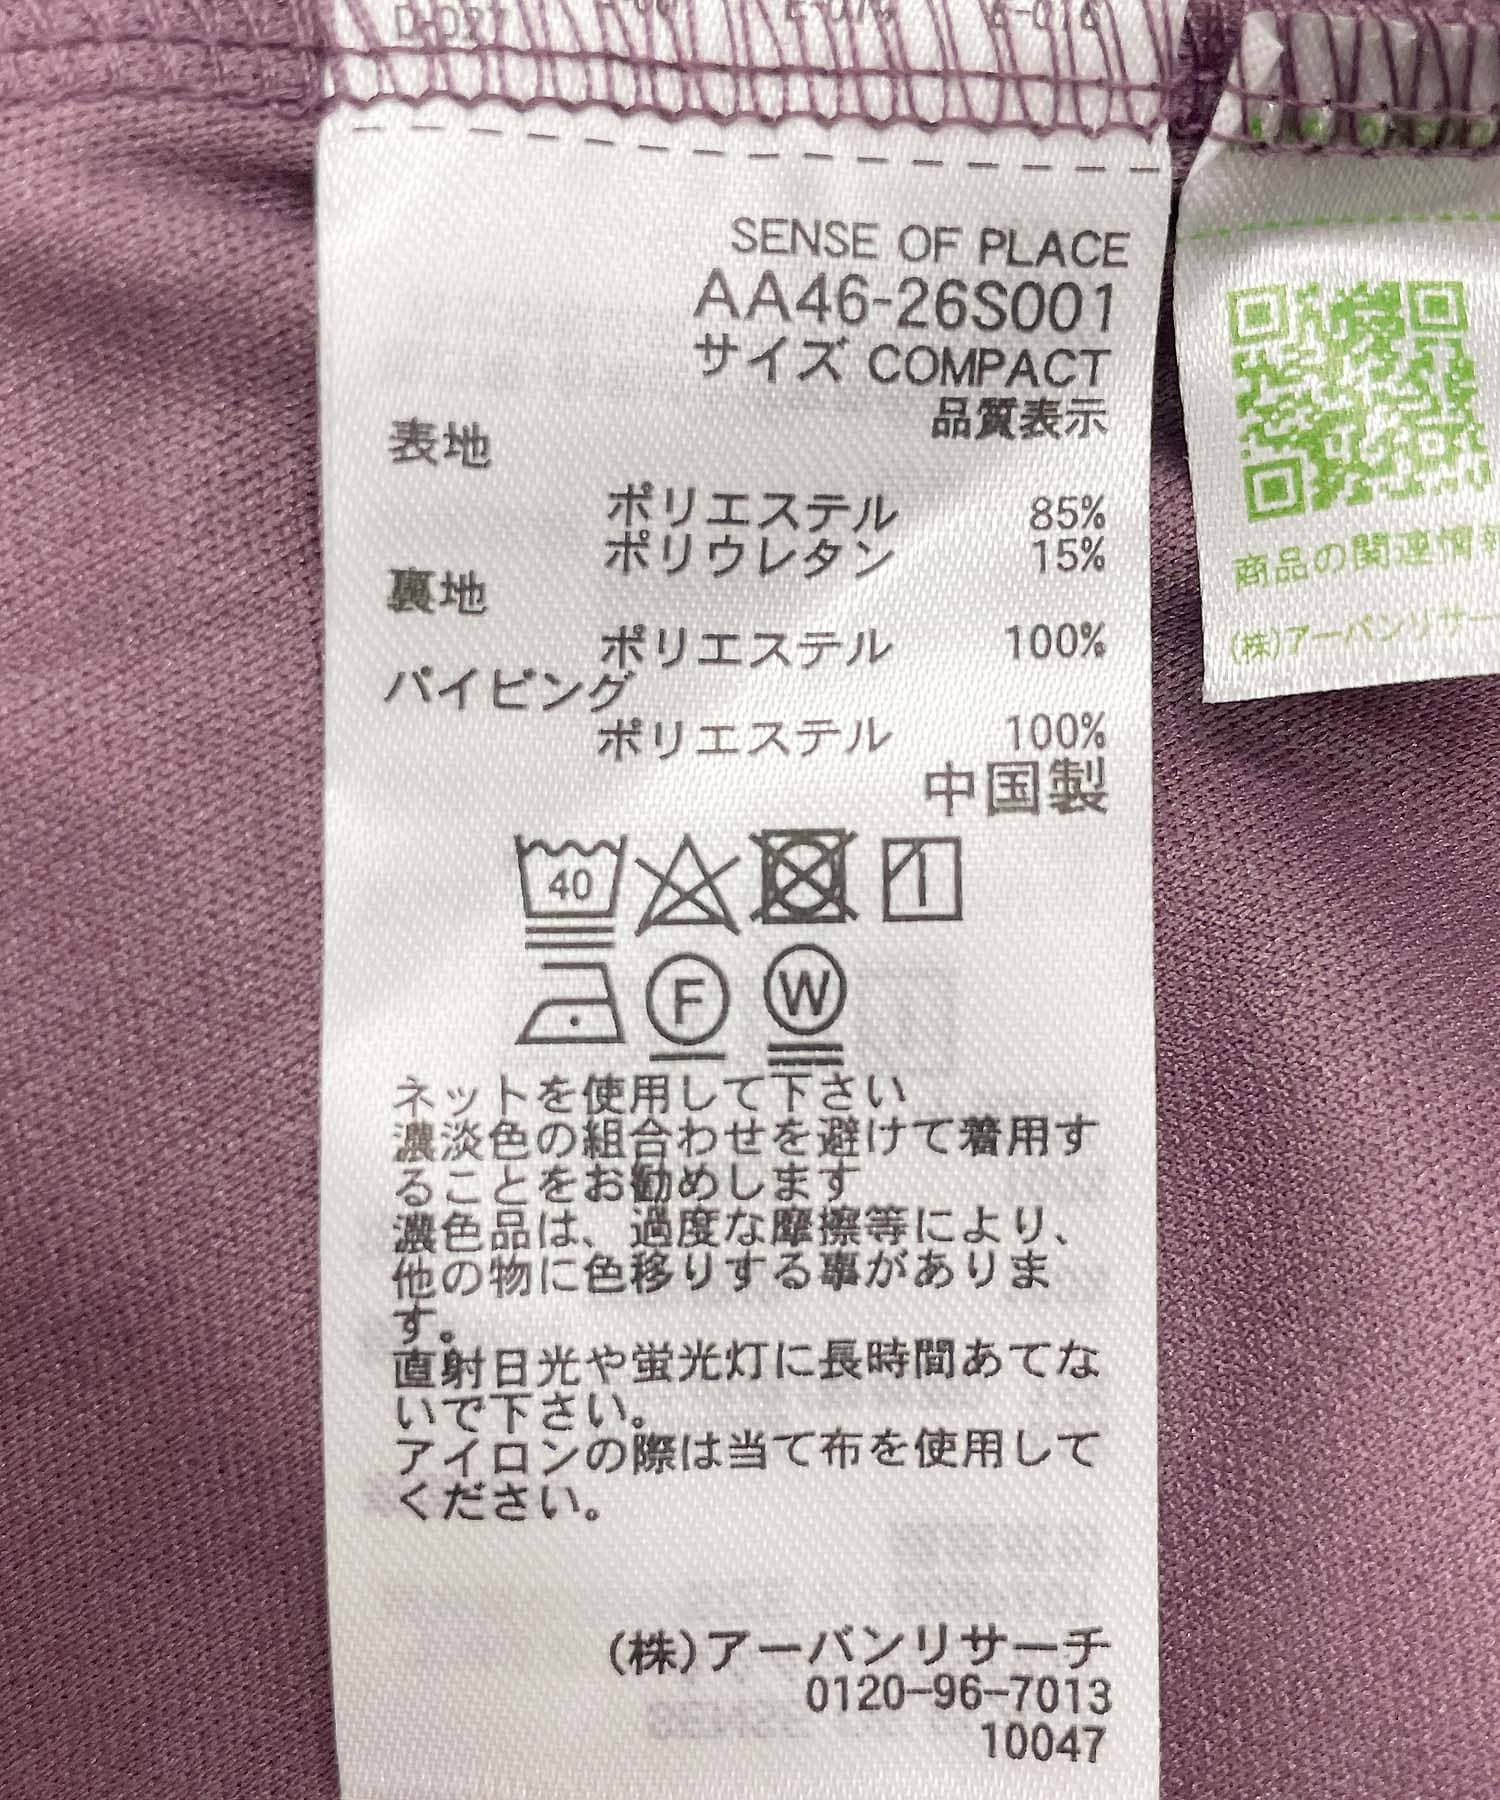 SENSE OF PLACE
AA46-26S001
サイズ COMPACT
品質表示
表地
ポリエステル 85%
ポリウレタン 15%
裏地
ポリエステル 100%
パイピング
ポリエステル 100%
中国製
40
F W
ネットを使用して下さい
濃淡色の組合わせを避けて着用す
ることをお勧めします
濃色品は、過度な摩擦等により、
他の物に色移りする事がありま
す。
直射日光や蛍光灯に長時間あてな
いで下さい。
アイロンの際は当て布を使用して
ください。
(株)アーバンリサーチ
0120-96-7013
10047
商品の関連情報
(株)アーバンリサー